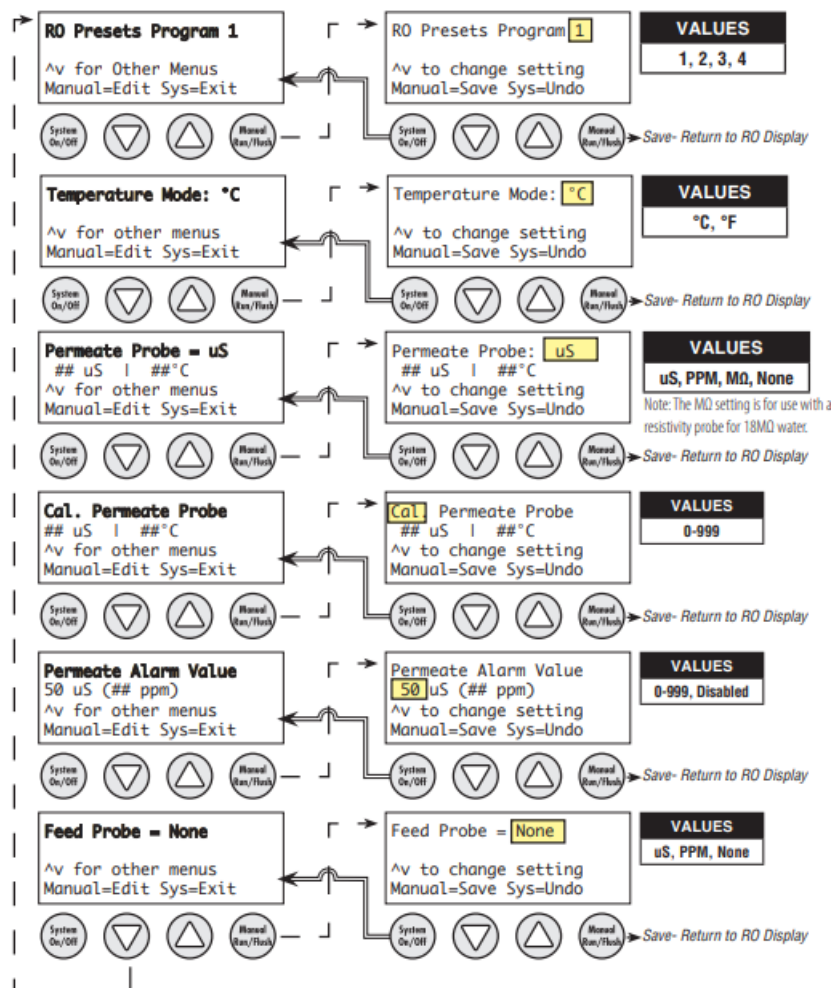 RO Presets Program 1
^v for Other Menus
Manual=Edit Sys=Exit
System On/Off
Manual Run/Flush
RO Presets Program 1
^v to change setting
Manual=Save Sys=Undo
System On/Off
Manual Run/Flush
Save- Return to RO Display
VALUES
1, 2, 3, 4
Temperature Mode: °C
^v for other menus
Manual=Edit Sys=Exit
System On/Off
Manual Run/Flush
Temperature Mode: °C
^v to change setting
Manual=Save Sys=Undo
System On/Off
Manual Run/Flush
Save- Return to RO Display
VALUES
°C, °F
Permeate Probe = uS
## uS | ##°C
^v for other menus
Manual=Edit Sys=Exit
System On/Off
Manual Run/Flush
Permeate Probe: uS
## uS | ##°C
^v to change setting
Manual=Save Sys=Undo
System On/Off
Manual Run/Flush
Save- Return to RO Display
VALUES
uS, PPM, MΩ, None
Note: The MΩ setting is for use with a
resistivity probe for 18MΩ water.
Cal. Permeate Probe
## uS | ##°C
^v for other menus
Manual=Edit Sys=Exit
System On/Off
Manual Run/Flush
Cal. Permeate Probe
## uS | ##°C
^v to change setting
Manual=Save Sys=Undo
System On/Off
Manual Run/Flush
Save- Return to RO Display
VALUES
0-999
Permeate Alarm Value
50 uS (## ppm)
^v for other menus
Manual=Edit Sys=Exit
System On/Off
Manual Run/Flush
Permeate Alarm Value
50 uS (## ppm)
^v to change setting
Manual=Save Sys=Undo
System On/Off
Manual Run/Flush
Save- Return to RO Display
VALUES
0-999, Disabled
Feed Probe = None
^v for other menus
Manual=Edit Sys=Exit
System On/Off
Manual Run/Flush
Feed Probe = None
^v to change setting
Manual=Save Sys=Undo
System On/Off
Manual Run/Flush
Save- Return to RO Display
VALUES
uS, PPM, None